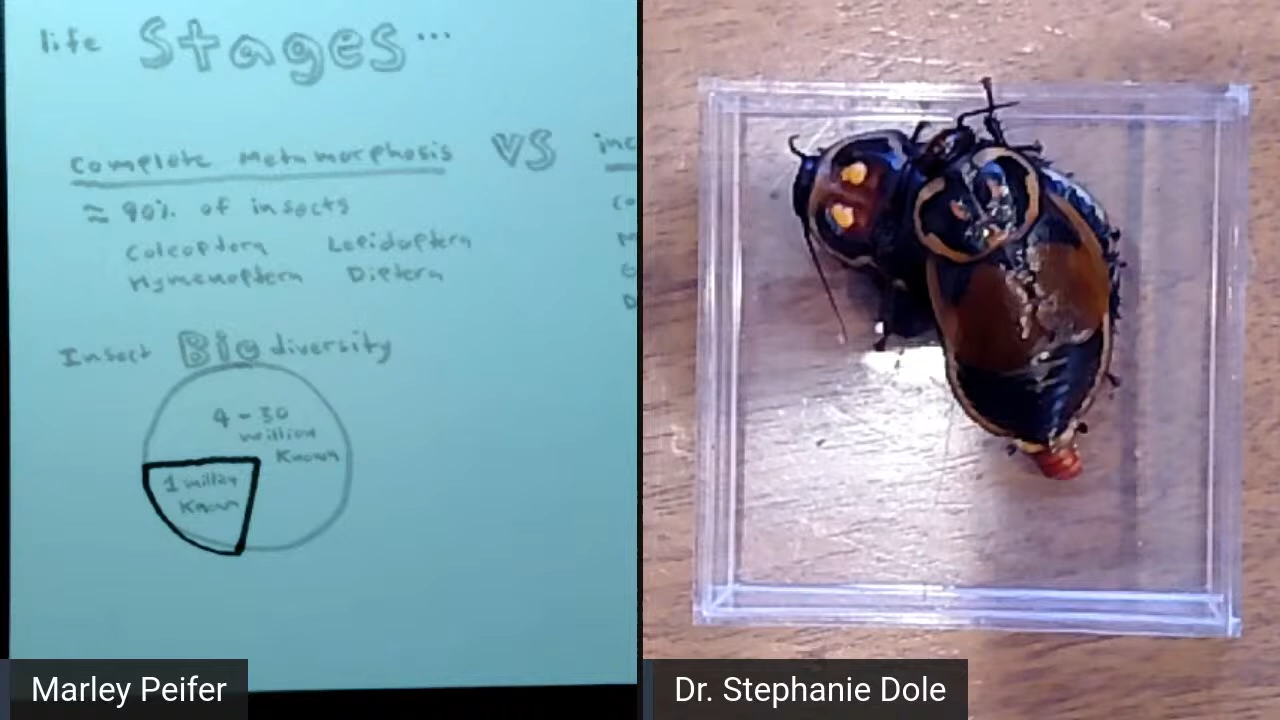 life Stages...
Complete Metamorphosis VS inc
≈ 90% of insects
Coleoptera Lepidoptera
Hymenoptera Diptera
Insect Biodiversity
4-30
million
Known
1 million
Known
Marley Peifer
Dr. Stephanie Dole